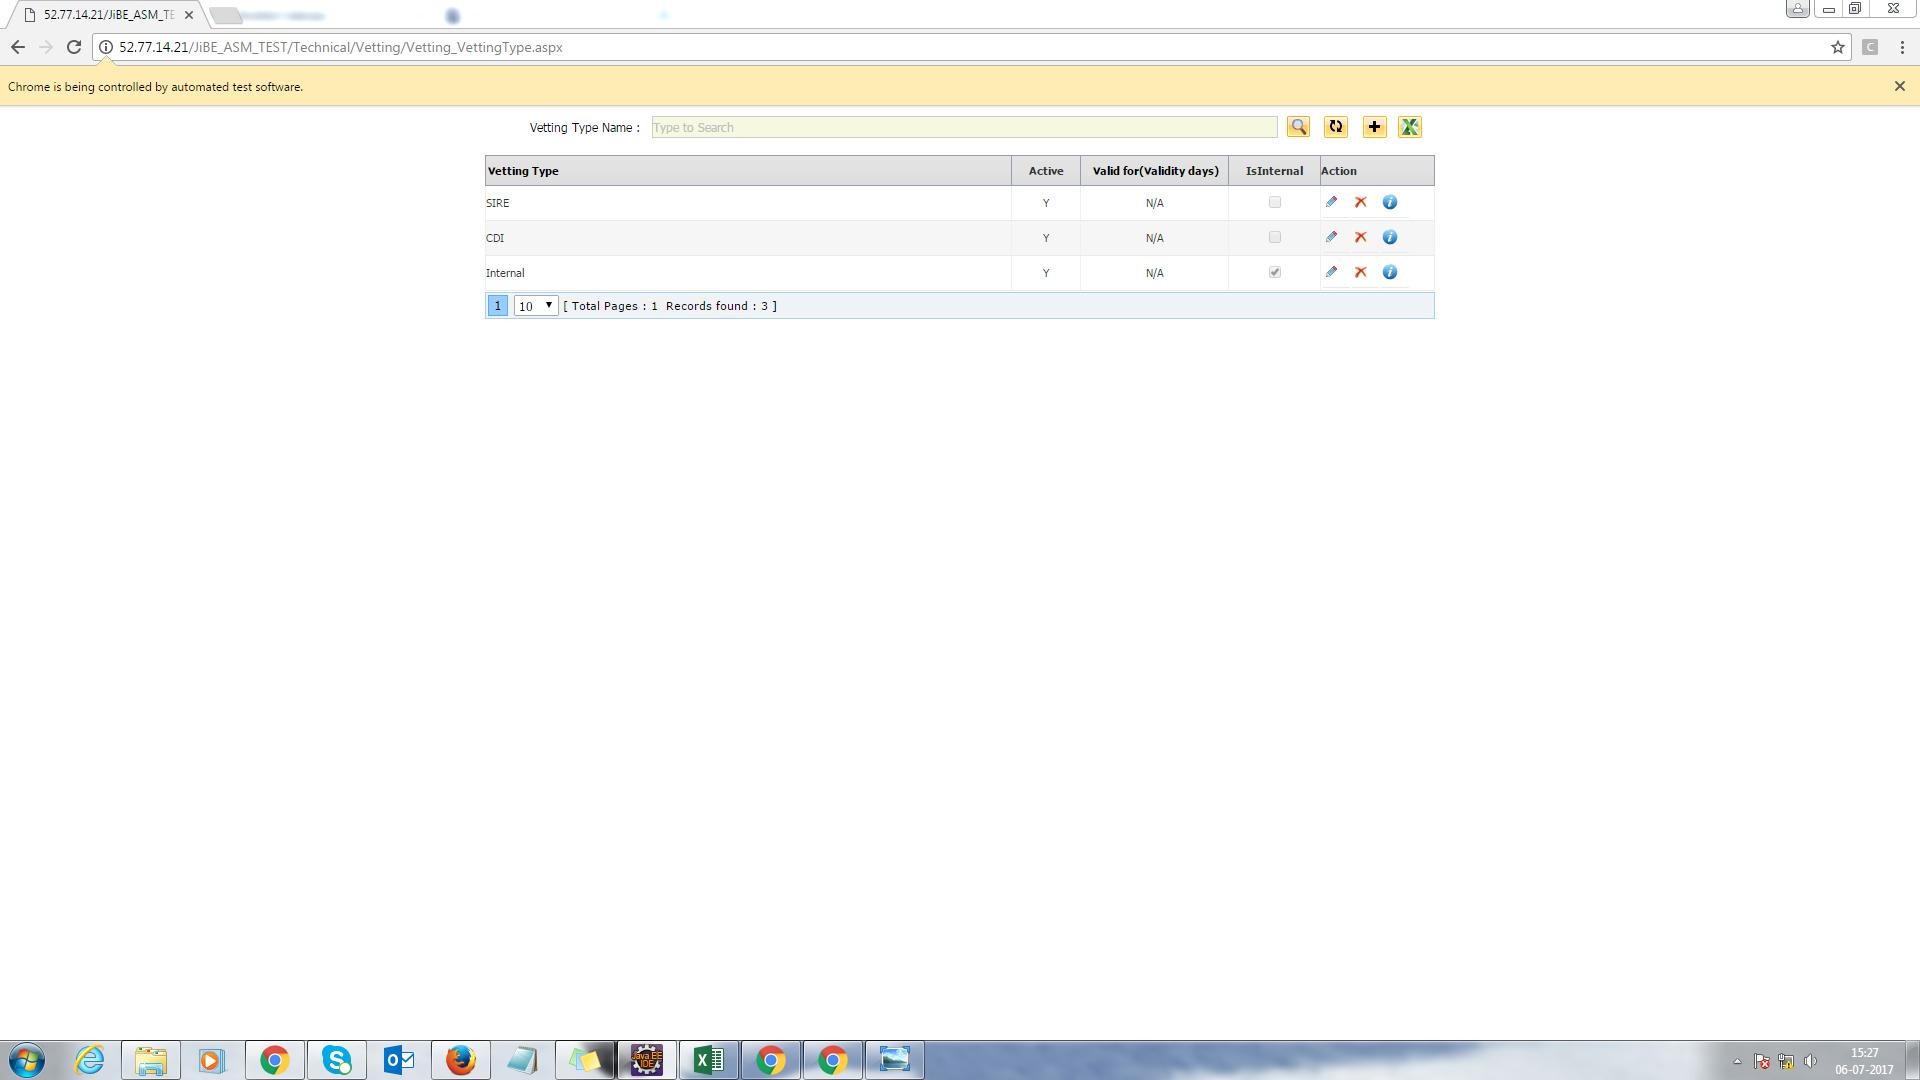 52.77.14.21/JiBE_ASM_TE
52.77.14.21/JiBE_ASM_TEST/Technical/Vetting/Vetting_VettingType.aspx
C
Chrome is being controlled by automated test software.
Vetting Type Name : Type to Search
Vetting Type Active Valid for(Validity days) IsInternal Action
SIRE Y N/A
CDI Y N/A
Internal Y N/A
1 10 [ Total Pages : 1 Records found : 3 ]
Java EE
IDE
15:27
06-07-2017